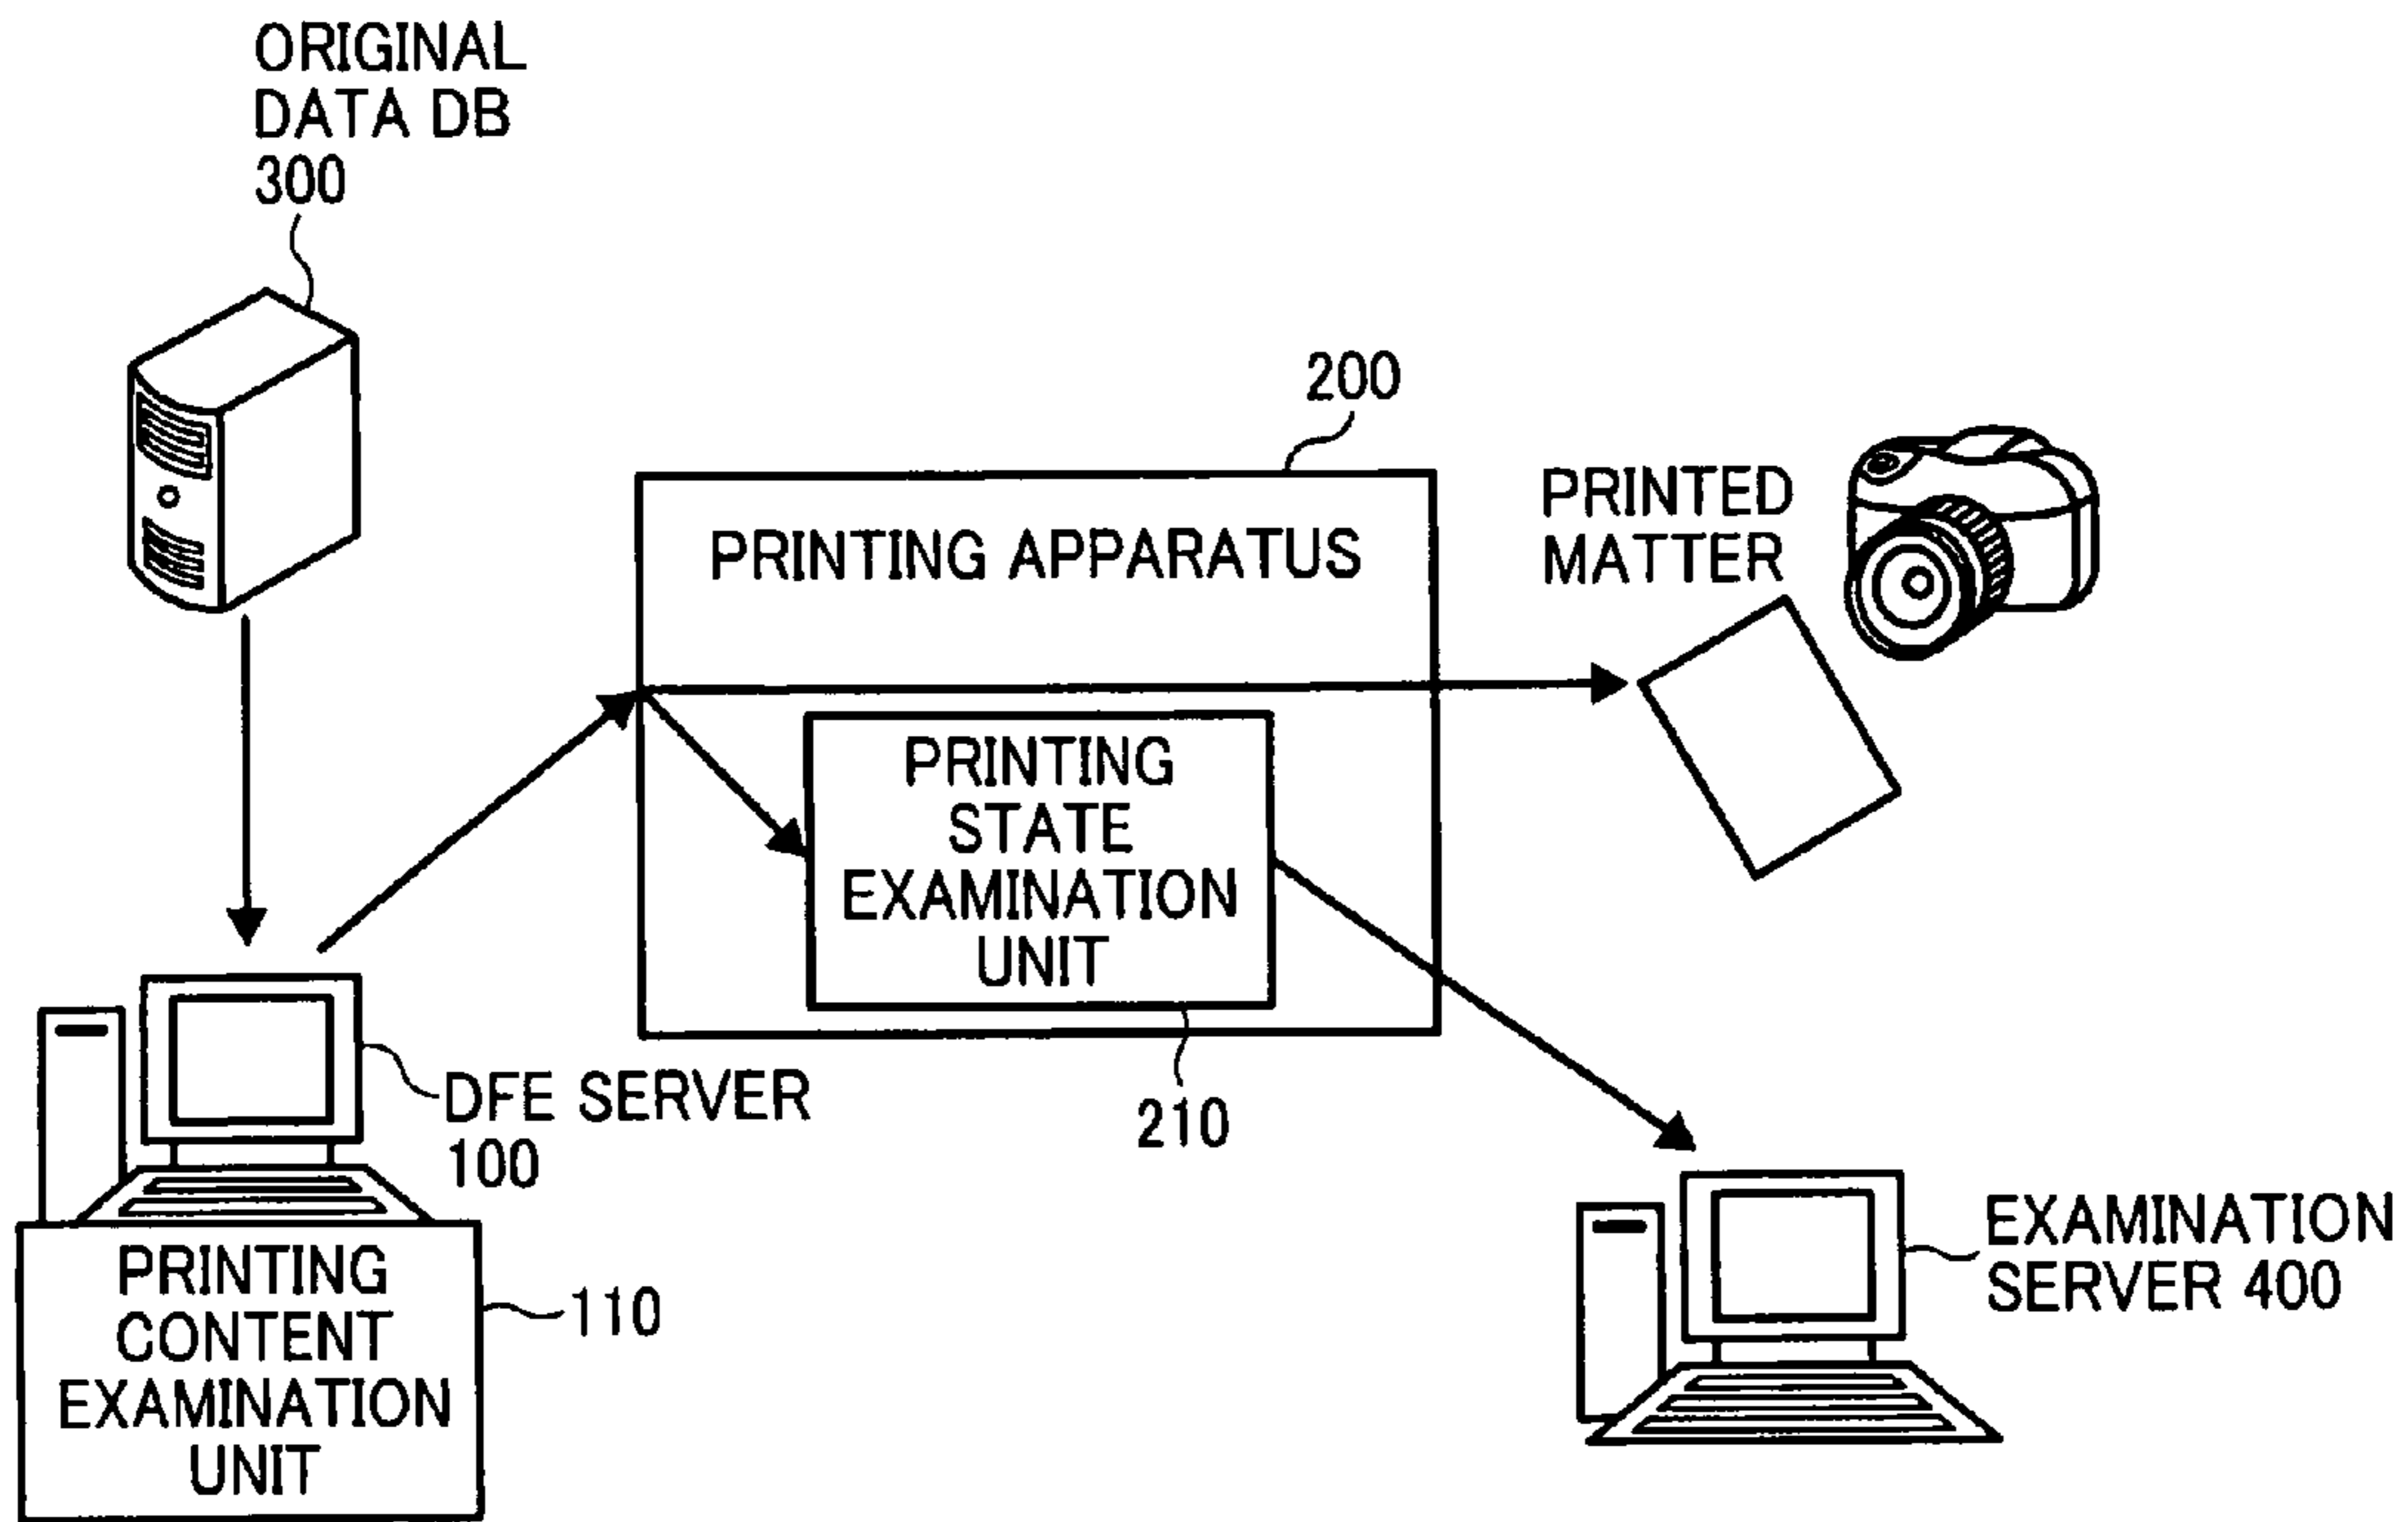 ORIGINAL
DATA DB
300
200
PRINTING APPARATUS
PRINTED
MATTER
PRINTING
STATE
EXAMINATION
UNIT
210
DFE SERVER
100
PRINTING
CONTENT
EXAMINATION
UNIT
110
EXAMINATION
SERVER 400